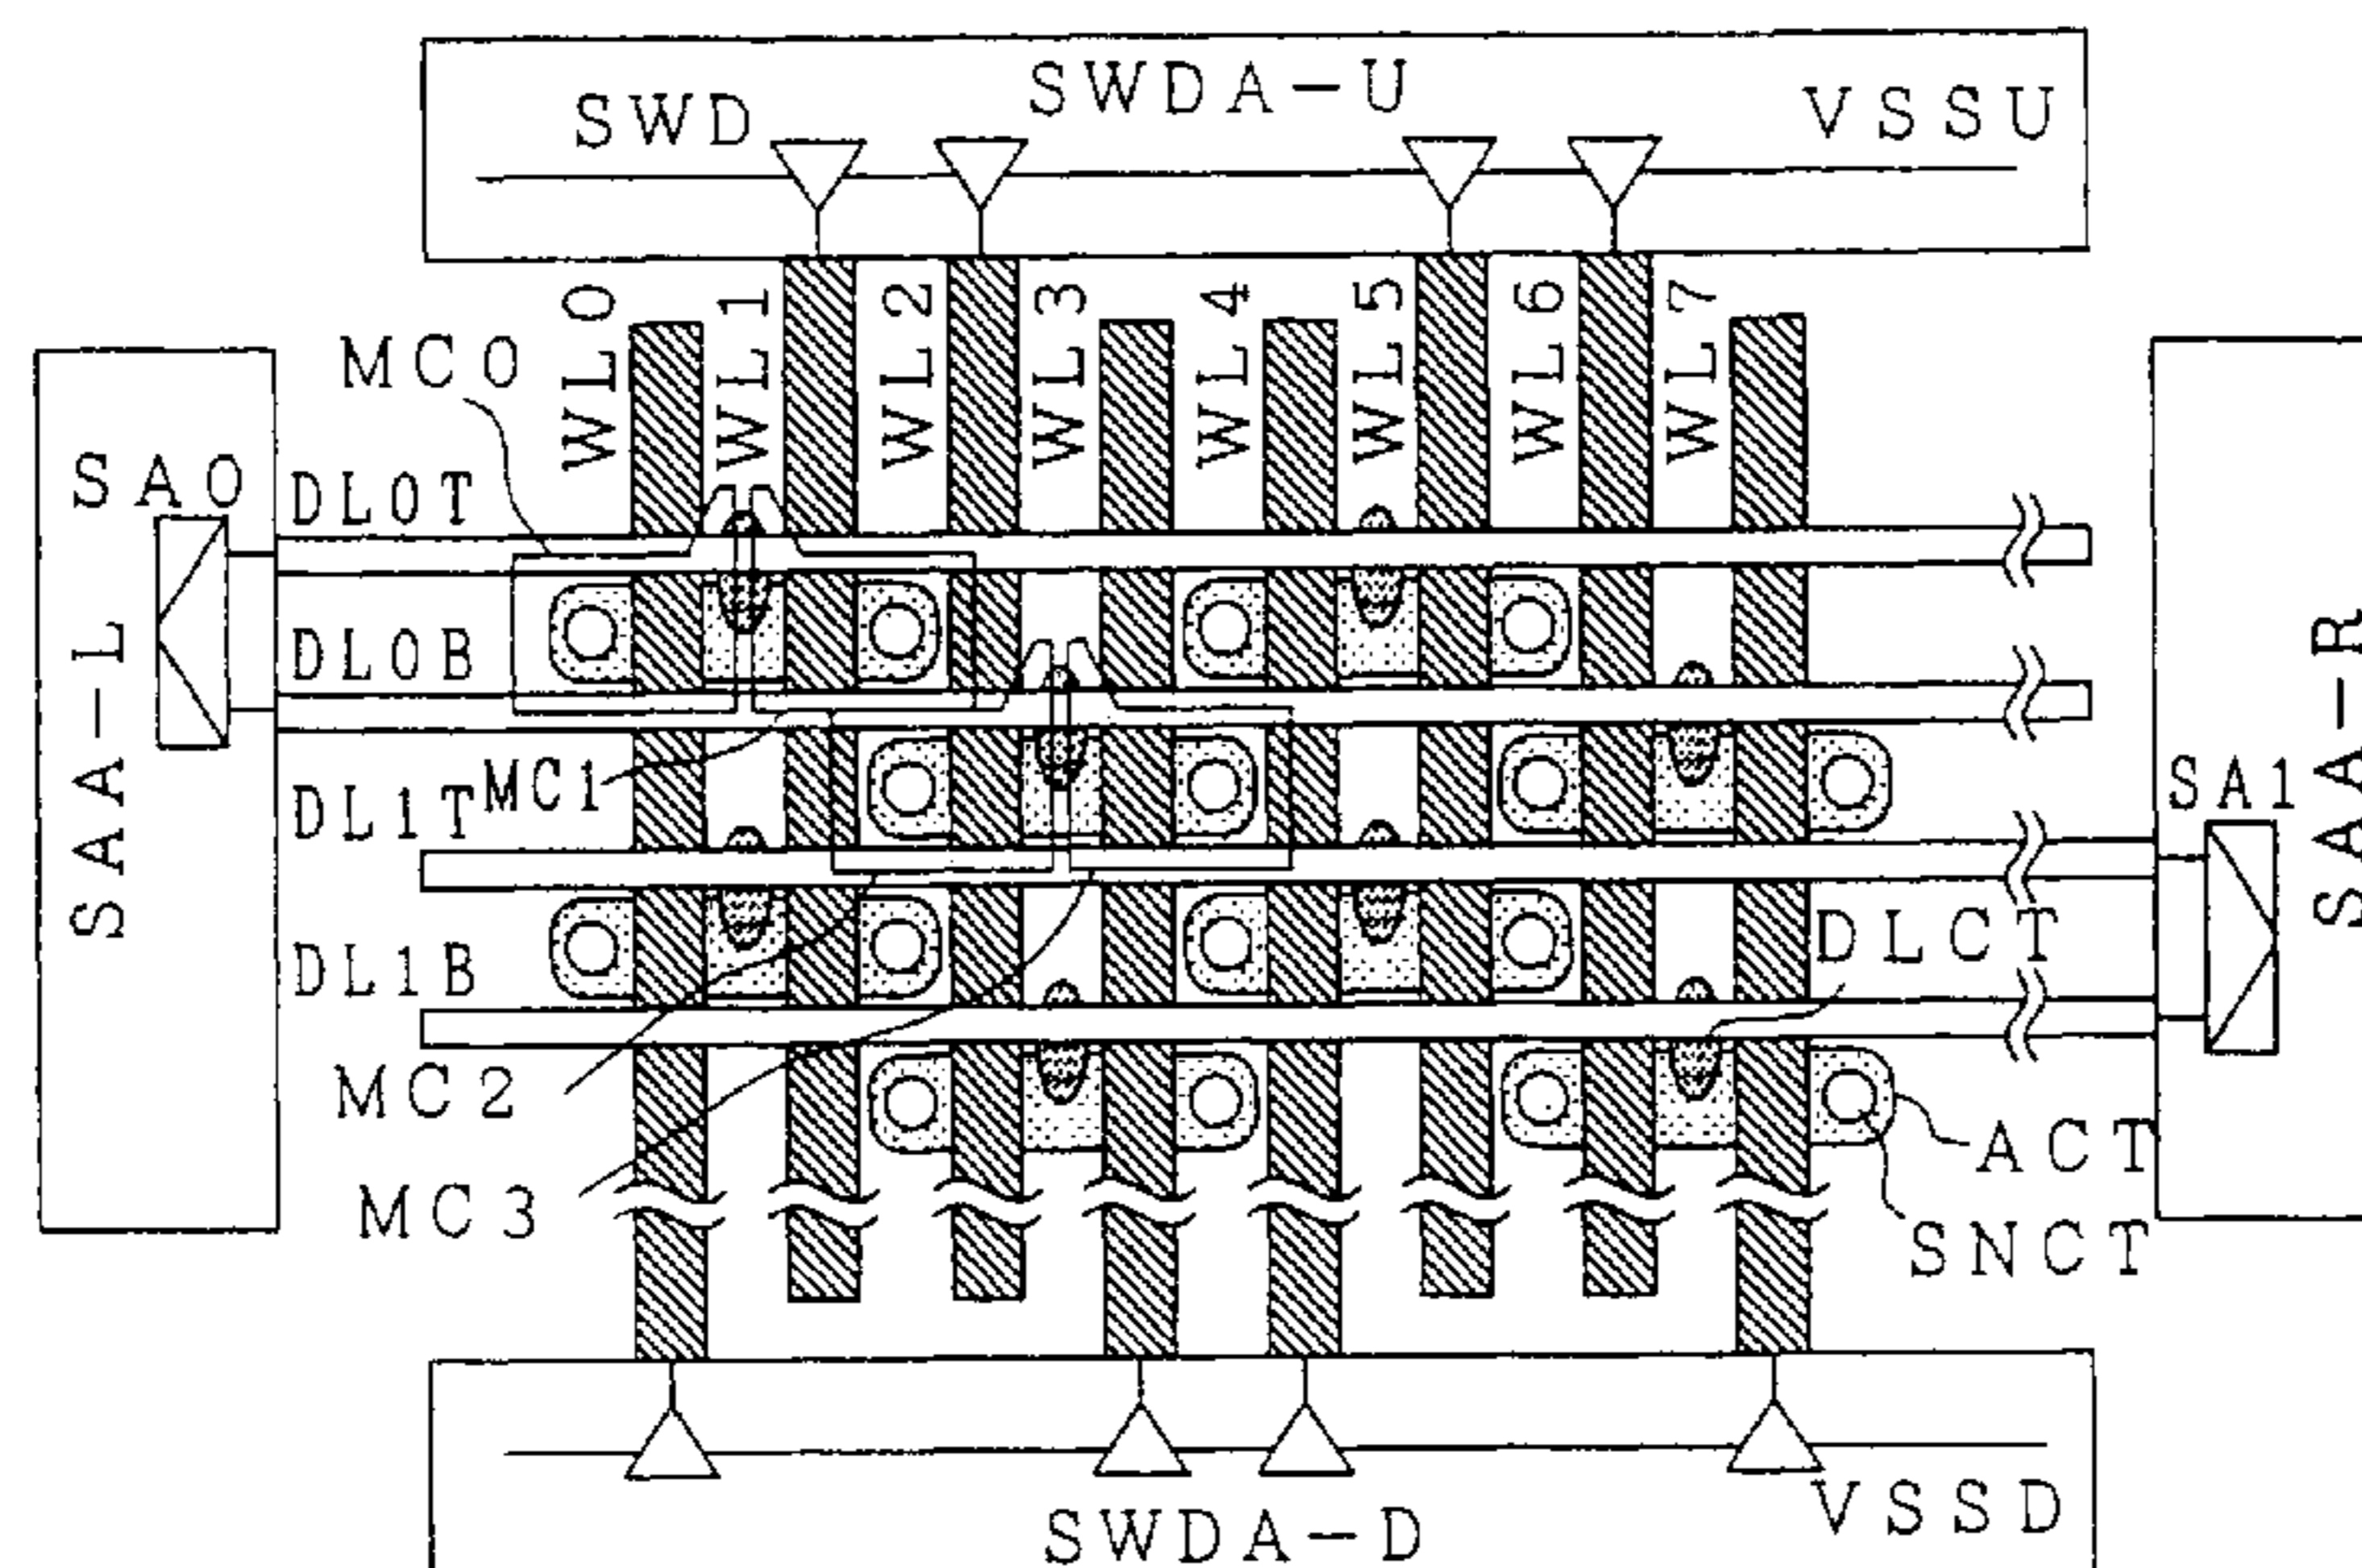 SWDA-U
SWD
VSSU
WL0
WL1
WL2
WL3
WL4
WL5
WL6
WL7
MC0
SA0
DL0T
DL0B
SAA-L
SAA-R
MC1
DL1T
SA1
DLCT
DL1B
MC2
ACT
MC3
SNCT
VSSD
SWDA-D